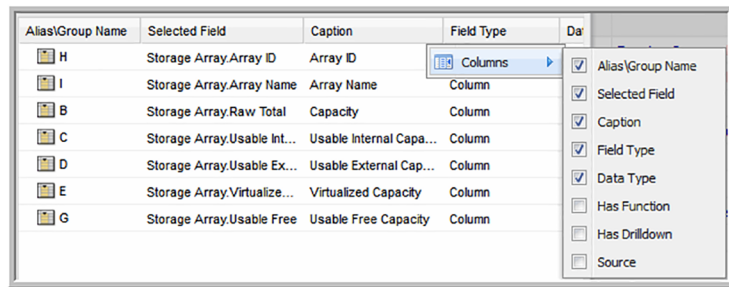 Alias\Group Name Selected Field Caption Field Type Dat
H Storage Array.Array ID Array ID
I Storage Array.Array Name Array Name Column
B Storage Array.Raw Total Capacity Column
C Storage Array.Usable Int... Usable Internal Capa... Column
D Storage Array.Usable Ex... Usable External Cap... Column
E Storage Array.Virtualize... Virtualized Capacity Column
G Storage Array.Usable Free Usable Free Capacity Column
Columns
Alias\Group Name
Selected Field
Caption
Field Type
Data Type
Has Function
Has Drilldown
Source